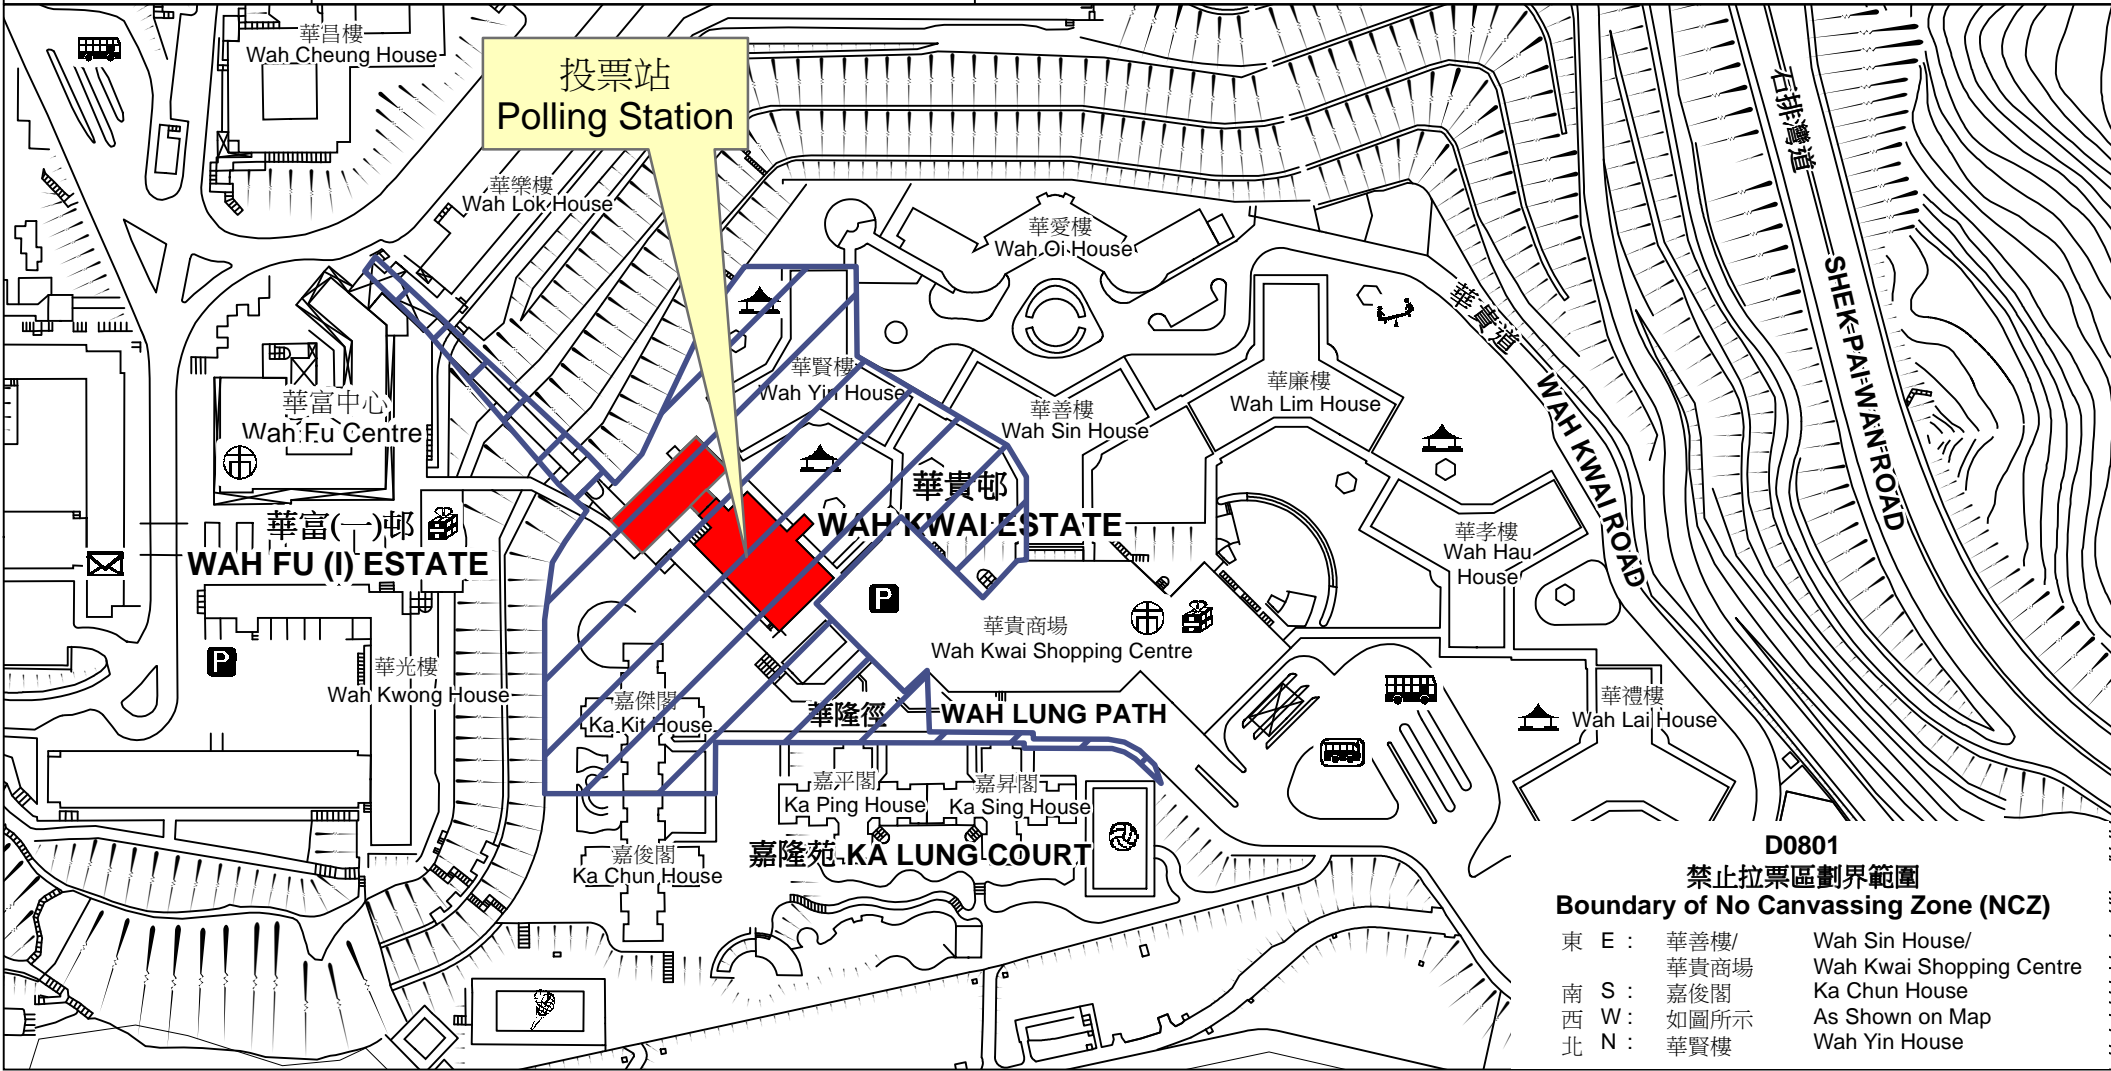 華昌樓
Wah Cheung House
投票站
Polling Station
石排灣道
SHEK PAI WAN ROAD
華樂樓
Wah Lok House
華愛樓
Wah Oi House
華貴道
WAH KWAI ROAD
華賢樓
Wah Yin House
華善樓
Wah Sin House
華廉樓
Wah Lim House
華富中心
Wah Fu Centre
華貴邨
WAH KWAI ESTATE
華富(一)邨
WAH FU (I) ESTATE
華孝樓
Wah Hau
House
P
華貴商場
Wah Kwai Shopping Centre
P
華光樓
Wah Kwong House
嘉傑閣
Ka Kit House
華隆徑
WAH LUNG PATH
華禮樓
Wah Lai House
嘉平閣
Ka Ping House
嘉昇閣
Ka Sing House
嘉俊閣
Ka Chun House
嘉隆苑 KA LUNG COURT
D0801
禁止拉票區劃界範圍
Boundary of No Canvassing Zone (NCZ)
東 E : 華善樓/ Wah Sin House/
華貴商場 Wah Kwai Shopping Centre
南 S : 嘉俊閣 Ka Chun House
西 W : 如圖所示 As Shown on Map
北 N : 華賢樓 Wah Yin House